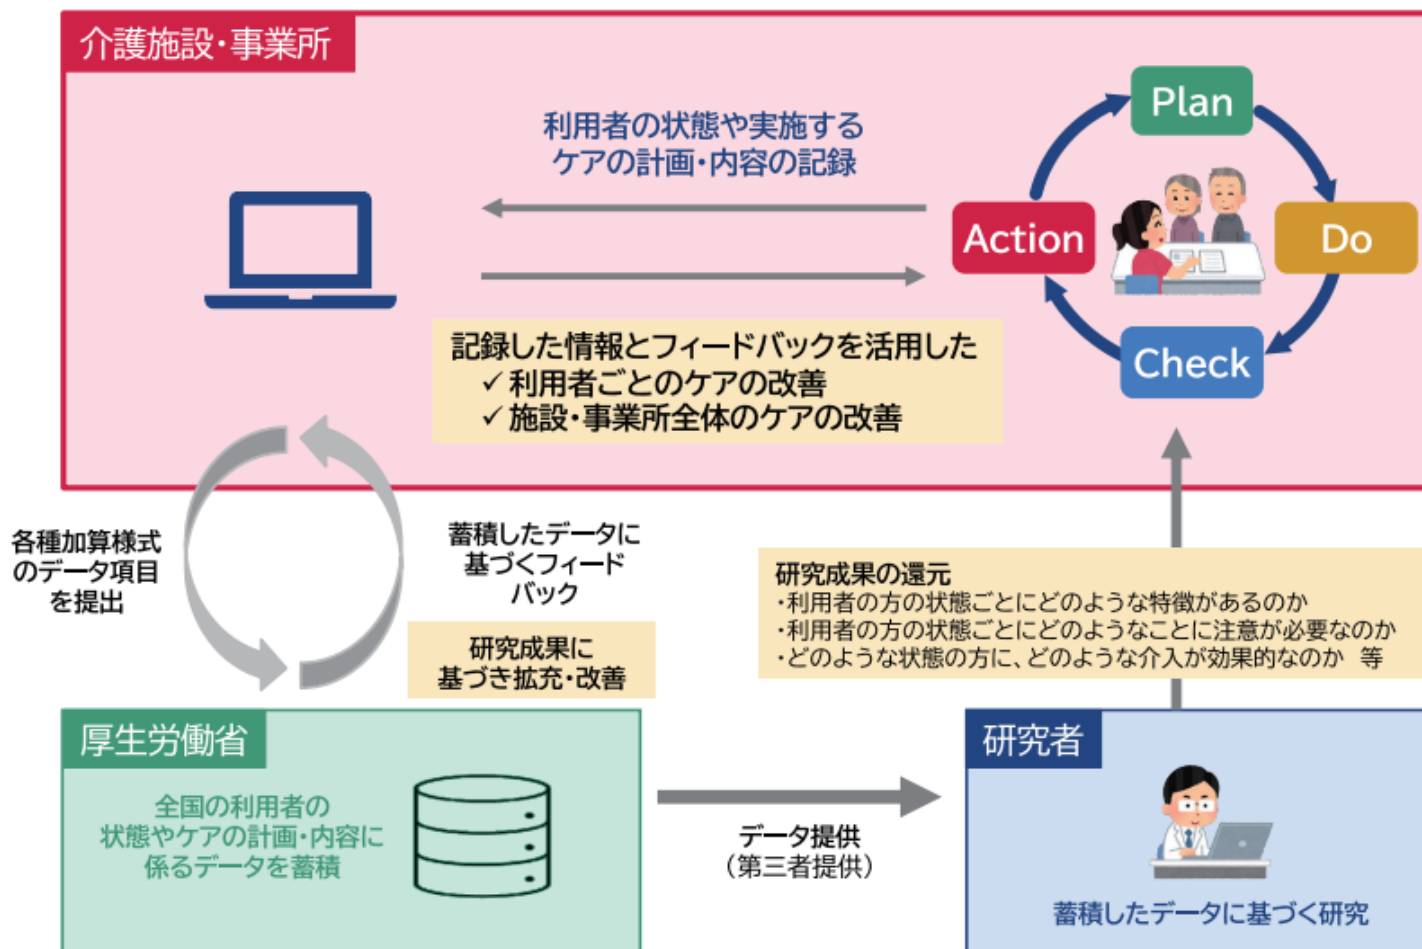 介護施設・事業所
利用者の状態や実施する
ケアの計画・内容の記録
Plan
Do
Check
Action
記録した情報とフィードバックを活用した
✓ 利用者ごとのケアの改善
✓ 施設・事業所全体のケアの改善
各種加算様式
のデータ項目
を提出
蓄積したデータに
基づくフィード
バック
研究成果に
基づき拡充・改善
研究成果の還元
・利用者の方の状態ごとにどのような特徴があるのか
・利用者の方の状態ごとにどのようなことに注意が必要なのか
・どのような状態の方に、どのような介入が効果的なのか 等
厚生労働省
全国の利用者の
状態やケアの計画・内容に
係るデータを蓄積
データ提供
（第三者提供）
研究者
蓄積したデータに基づく研究